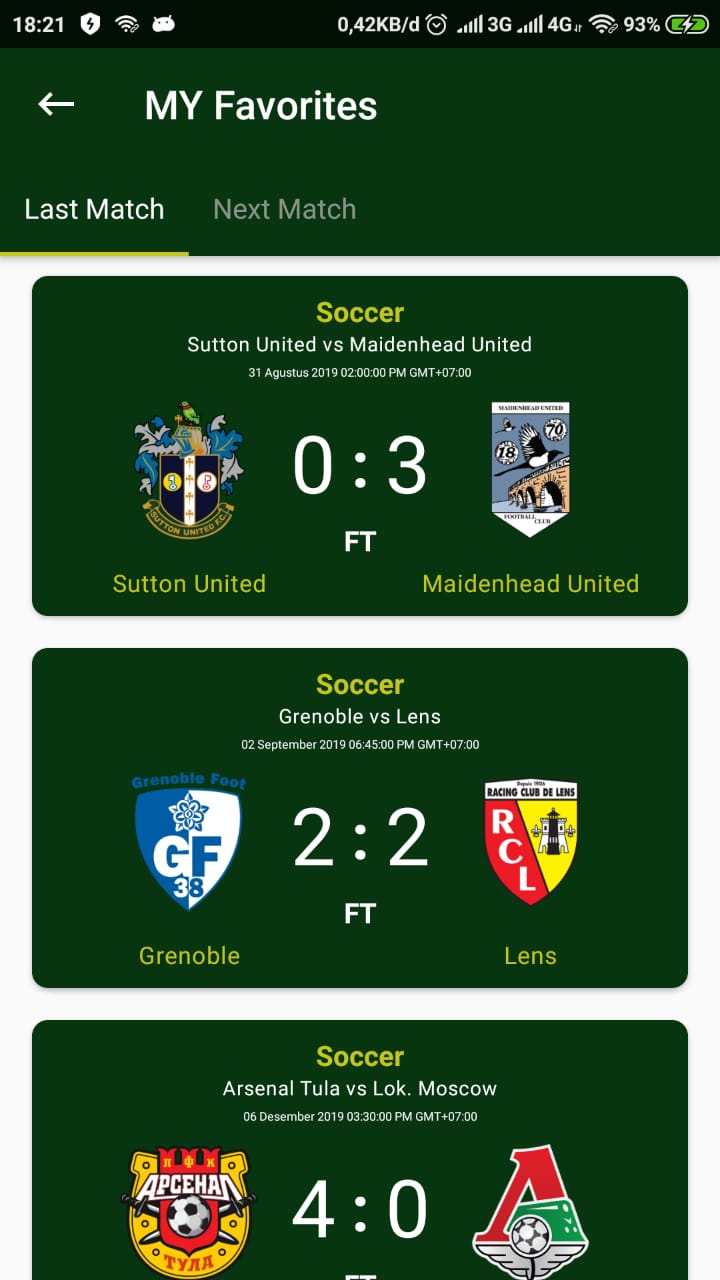 18:21 0,42KB/d 3G 4G 93%
MY Favorites
Last Match Next Match
Soccer
Sutton United vs Maidenhead United
31 Agustus 2019 02:00:00 PM GMT+07:00
MAIDENHEAD UNITED
18 70
0 : 3
SUTTON UNITED F.C.
FOOTBALL
CLUB
FT
Sutton United Maidenhead United
Soccer
Grenoble vs Lens
02 September 2019 06:45:00 PM GMT+07:00
Grenoble Foot
GF
38
2 : 2
Depuis 1906
RACING CLUB DE LENS
R
C
L
FT
Grenoble Lens
Soccer
Arsenal Tula vs Lok. Moscow
06 Desember 2019 03:30:00 PM GMT+07:00
П Ф К
АРСЕНАЛ
ТУЛА
4 : 0
FT